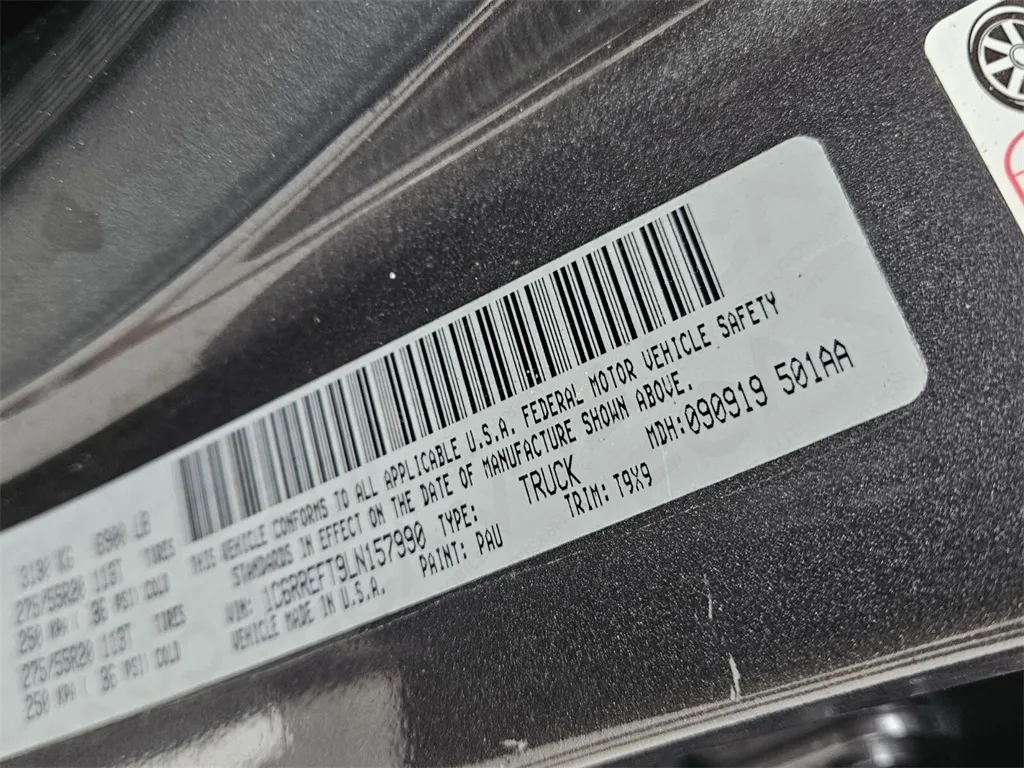 3130 KG 6900 LB
275/55R20 113T TIRES
250 KPA ( 36 PSI) COLD
275/55R20 113T TIRES
250 KPA ( 36 PSI) COLD
THIS VEHICLE CONFORMS TO ALL APPLICABLE U.S.A. FEDERAL MOTOR VEHICLE SAFETY
STANDARDS IN EFFECT ON THE DATE OF MANUFACTURE SHOWN ABOVE.
VIN: 1C6RREFT9LN157990 TYPE: TRUCK MDH:090919 501AA
VEHICLE MADE IN U.S.A. PAINT: PAU TRIM: T9X9